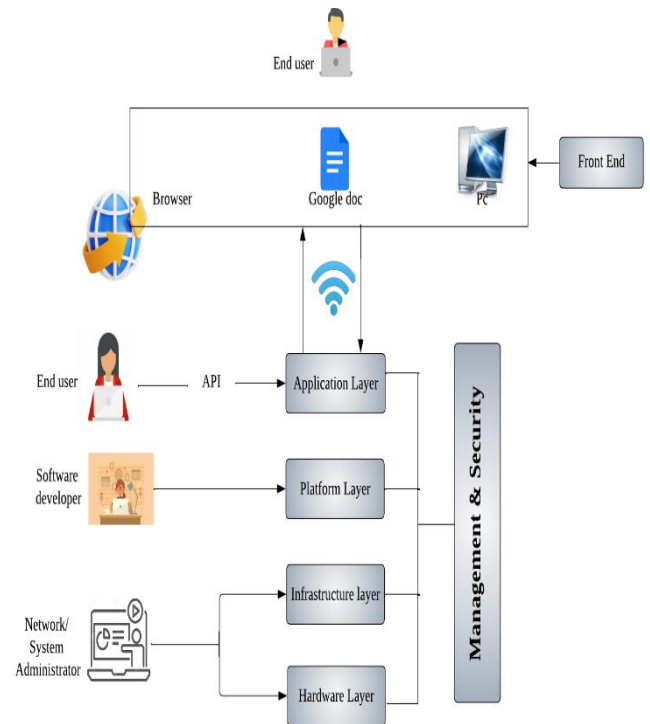 End user
Browser
Google doc
Pc
Front End
End user
API
Application Layer
Software
developer
Platform Layer
Management & Security
Infrastructure layer
Network/
System
Administrator
Hardware Layer